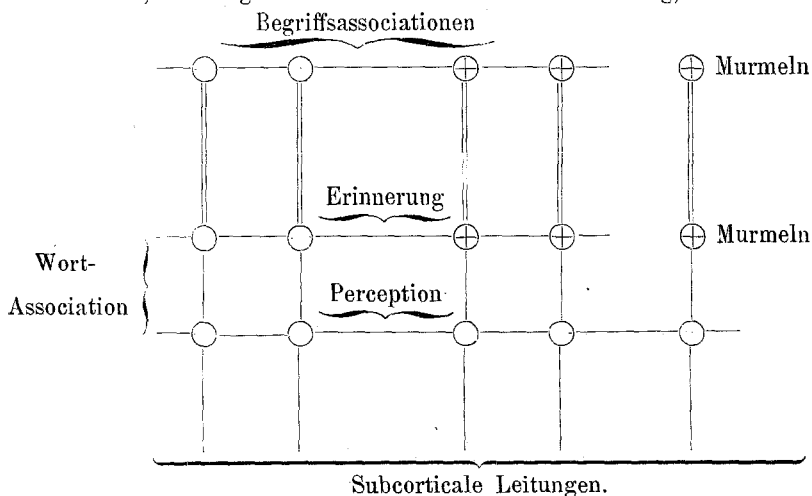 Begriffsassociationen
Murmeln
Erinnerung
Murmeln
Wort-
Association
Perception
Subcorticale Leitungen.